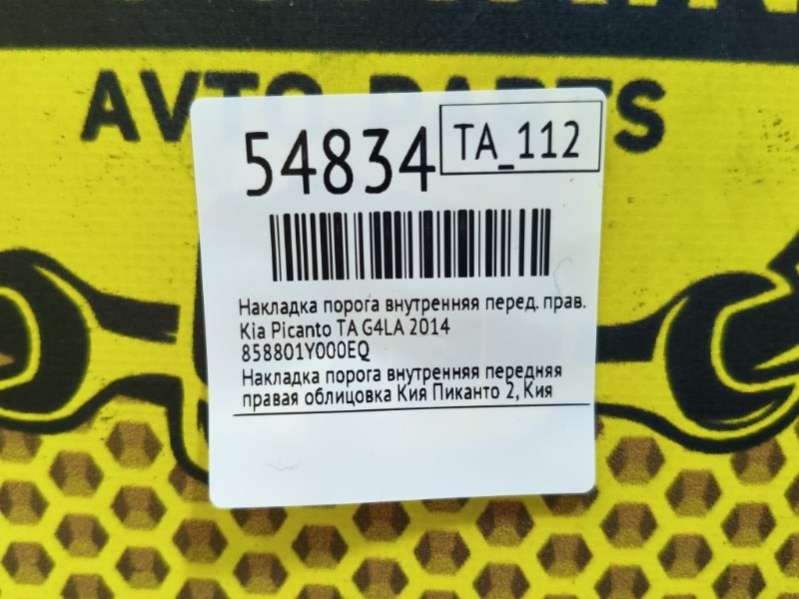 AVTO PARTS
54834
TA_112
Накладка порога внутренняя перед. прав.
Kia Picanto TA G4LA 2014
858801Y000EQ
Накладка порога внутренняя передняя
правая облицовка Кия Пиканто 2, Кия